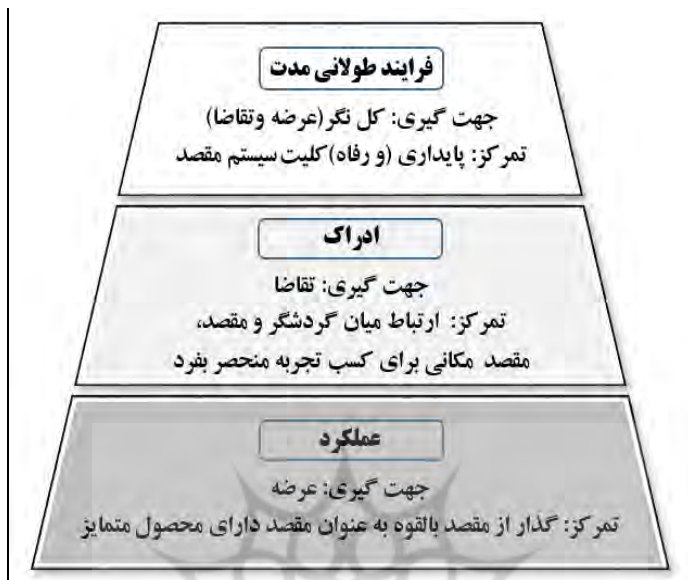 فرایند طولانی مدت
جهت گیری: کل نگر(عرضه وتقاضا)
تمرکز: پایداری (و رفاه)کلیت سیستم مقصد
ادراک
جهت گیری: تقاضا
تمرکز: ارتباط میان گردشگر و مقصد،
مقصد مکانی برای کسب تجربه منحصر بفرد
عملکرد
جهت گیری: عرضه
تمرکز: گذار از مقصد بالقوه به عنوان مقصد دارای محصول متمایز